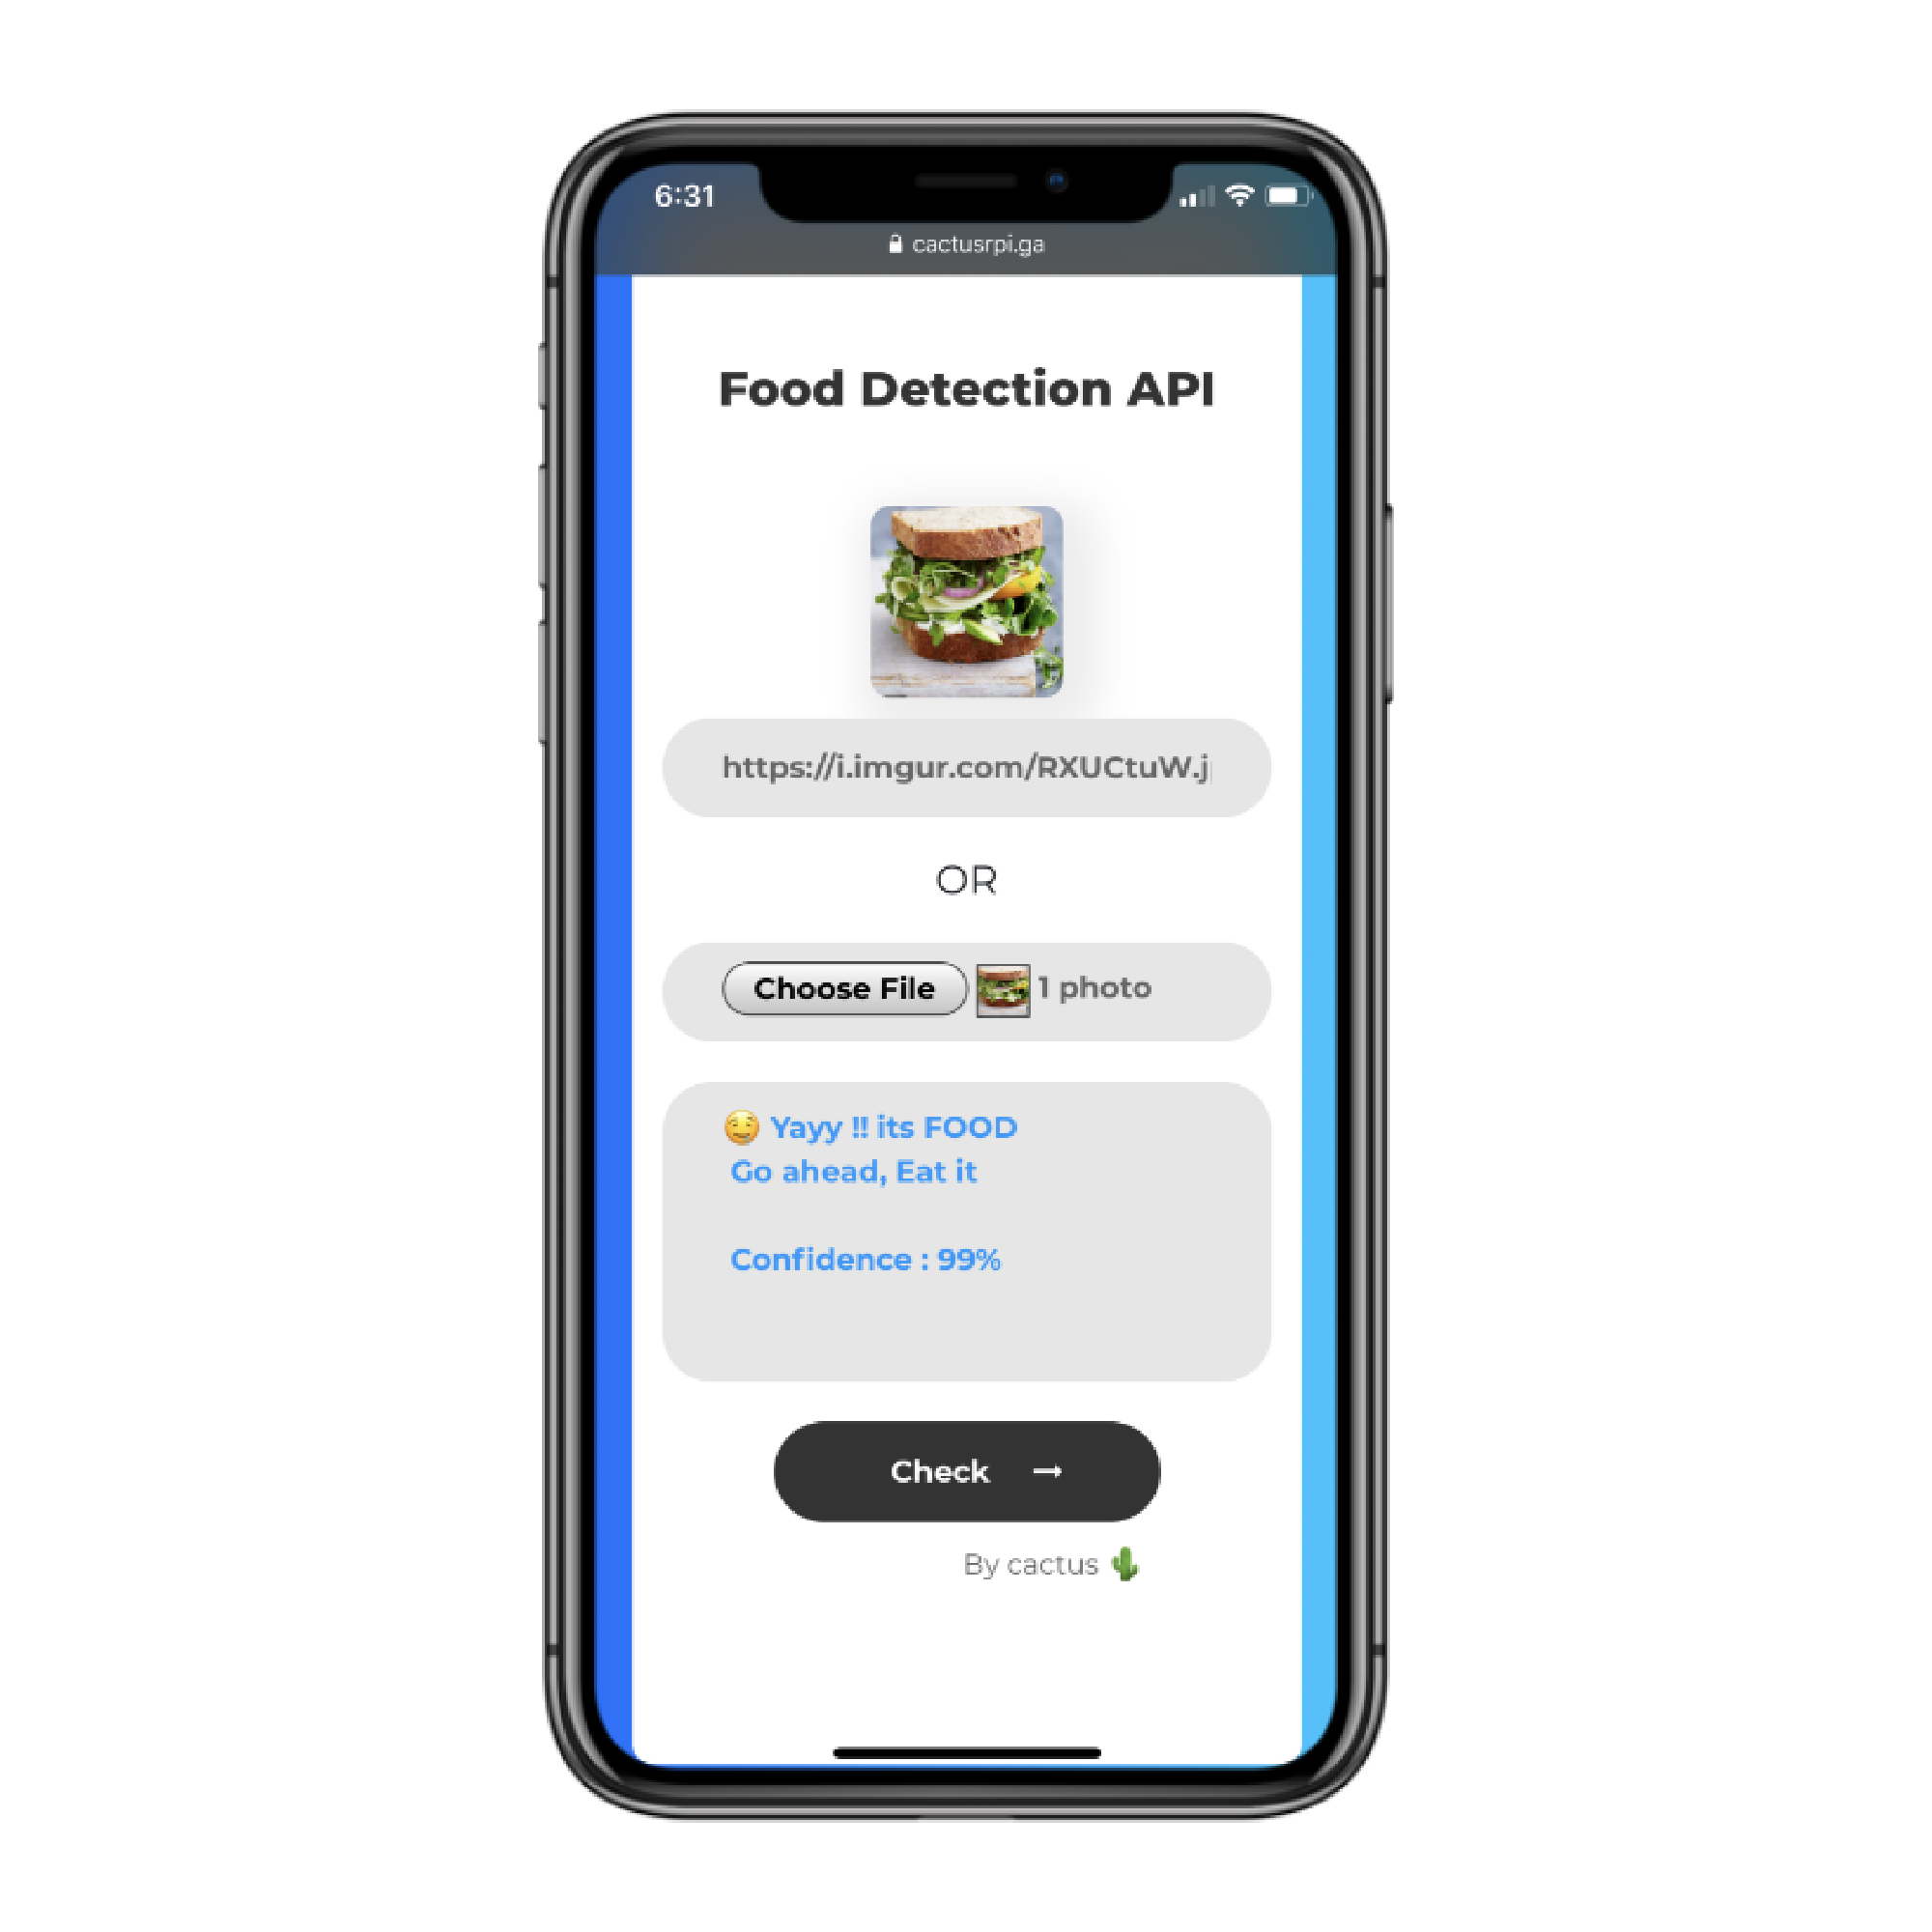 6:31
cactusrpi.ga
Food Detection API
https://i.imgur.com/RXUCtuW.j
OR
Choose File 1 photo
🤤 Yayy !! its FOOD
Go ahead, Eat it
Confidence : 99%
Check →
By cactus 🌵